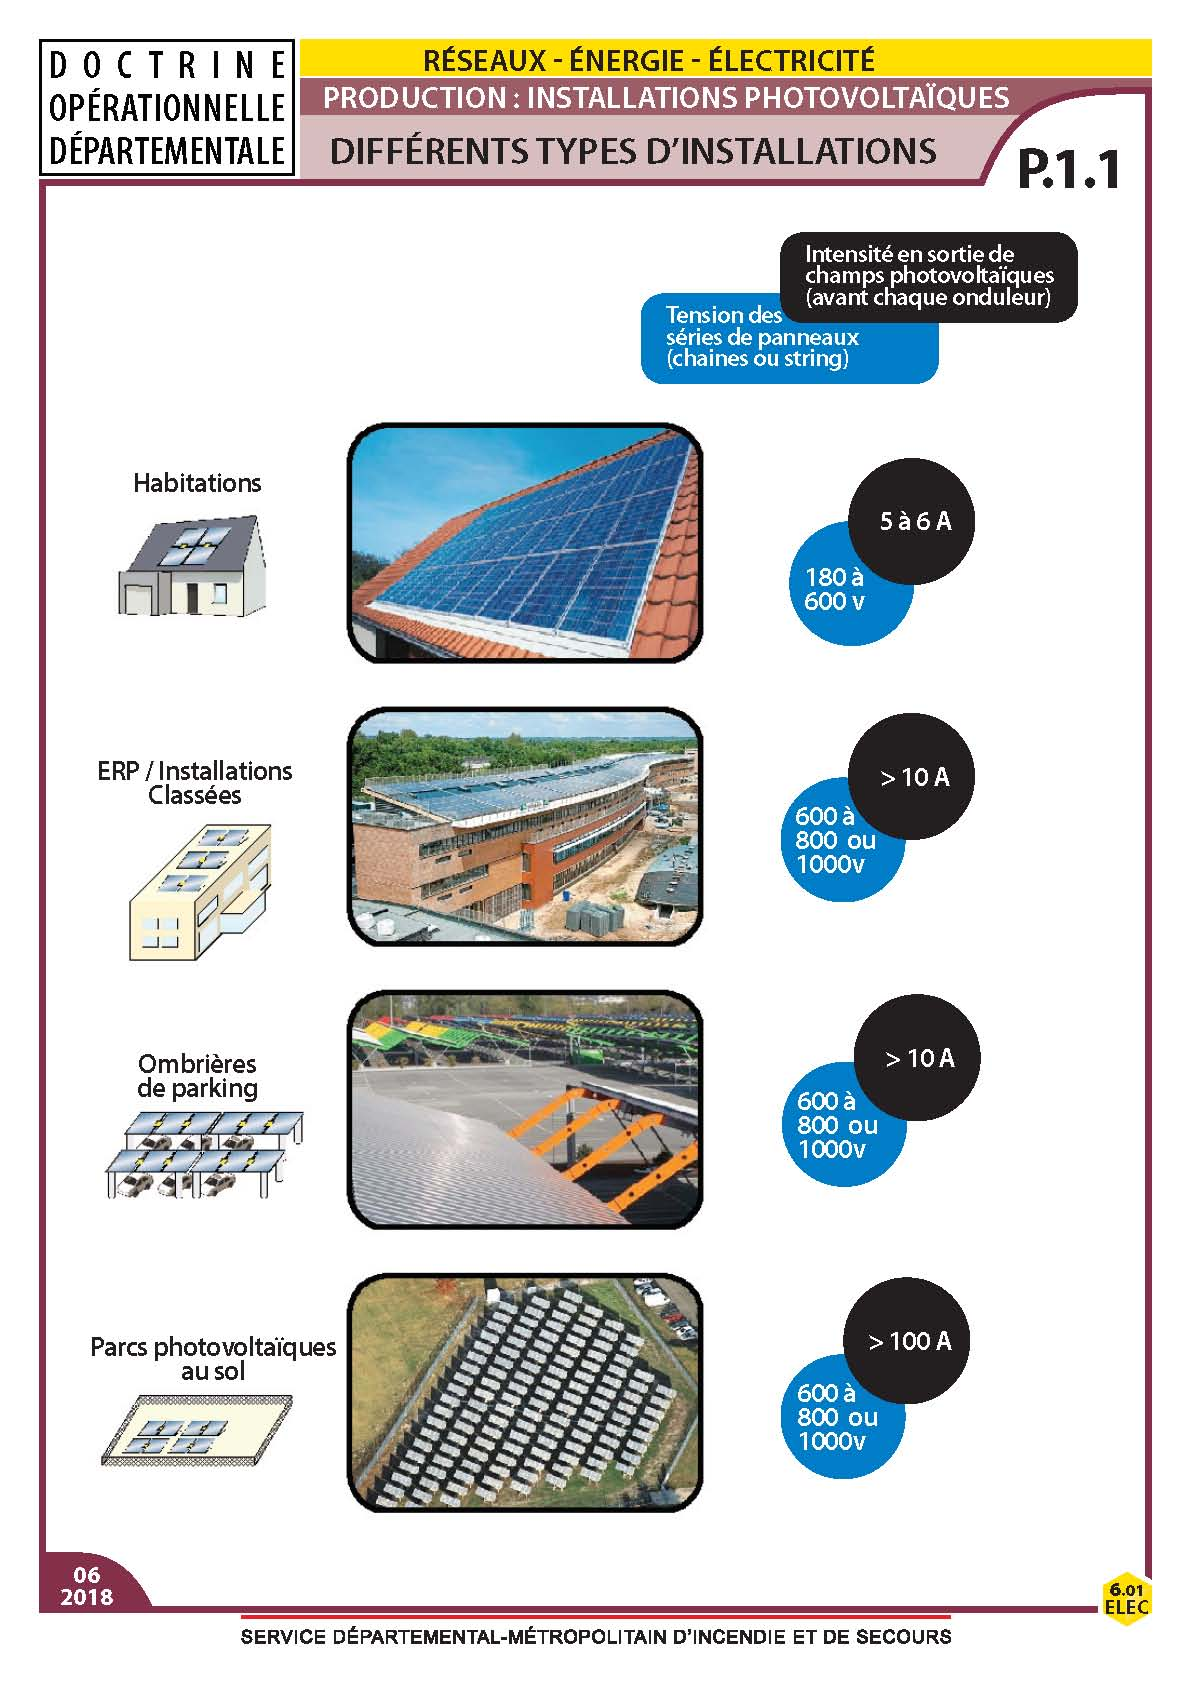 DOCTRINE
OPÉRATIONNELLE
DÉPARTEMENTALE
RÉSEAUX - ÉNERGIE - ÉLECTRICITÉ
PRODUCTION : INSTALLATIONS PHOTOVOLTAÏQUES
DIFFÉRENTS TYPES D'INSTALLATIONS
P.1.1
Intensité en sortie de
champs photovoltaïques
(avant chaque onduleur)
Tension des
séries de panneaux
(chaines ou string)
Habitations
5 à 6 A
180 à
600 v
ERP / Installations
Classées
> 10 A
600 à
800 ou
1000v
Ombrières
de parking
> 10 A
600 à
800 ou
1000v
Parcs photovoltaïques
au sol
> 100 A
600 à
800 ou
1000v
06
2018
6.01
ELEC
SERVICE DÉPARTEMENTAL-MÉTROPOLITAIN D'INCENDIE ET DE SECOURS